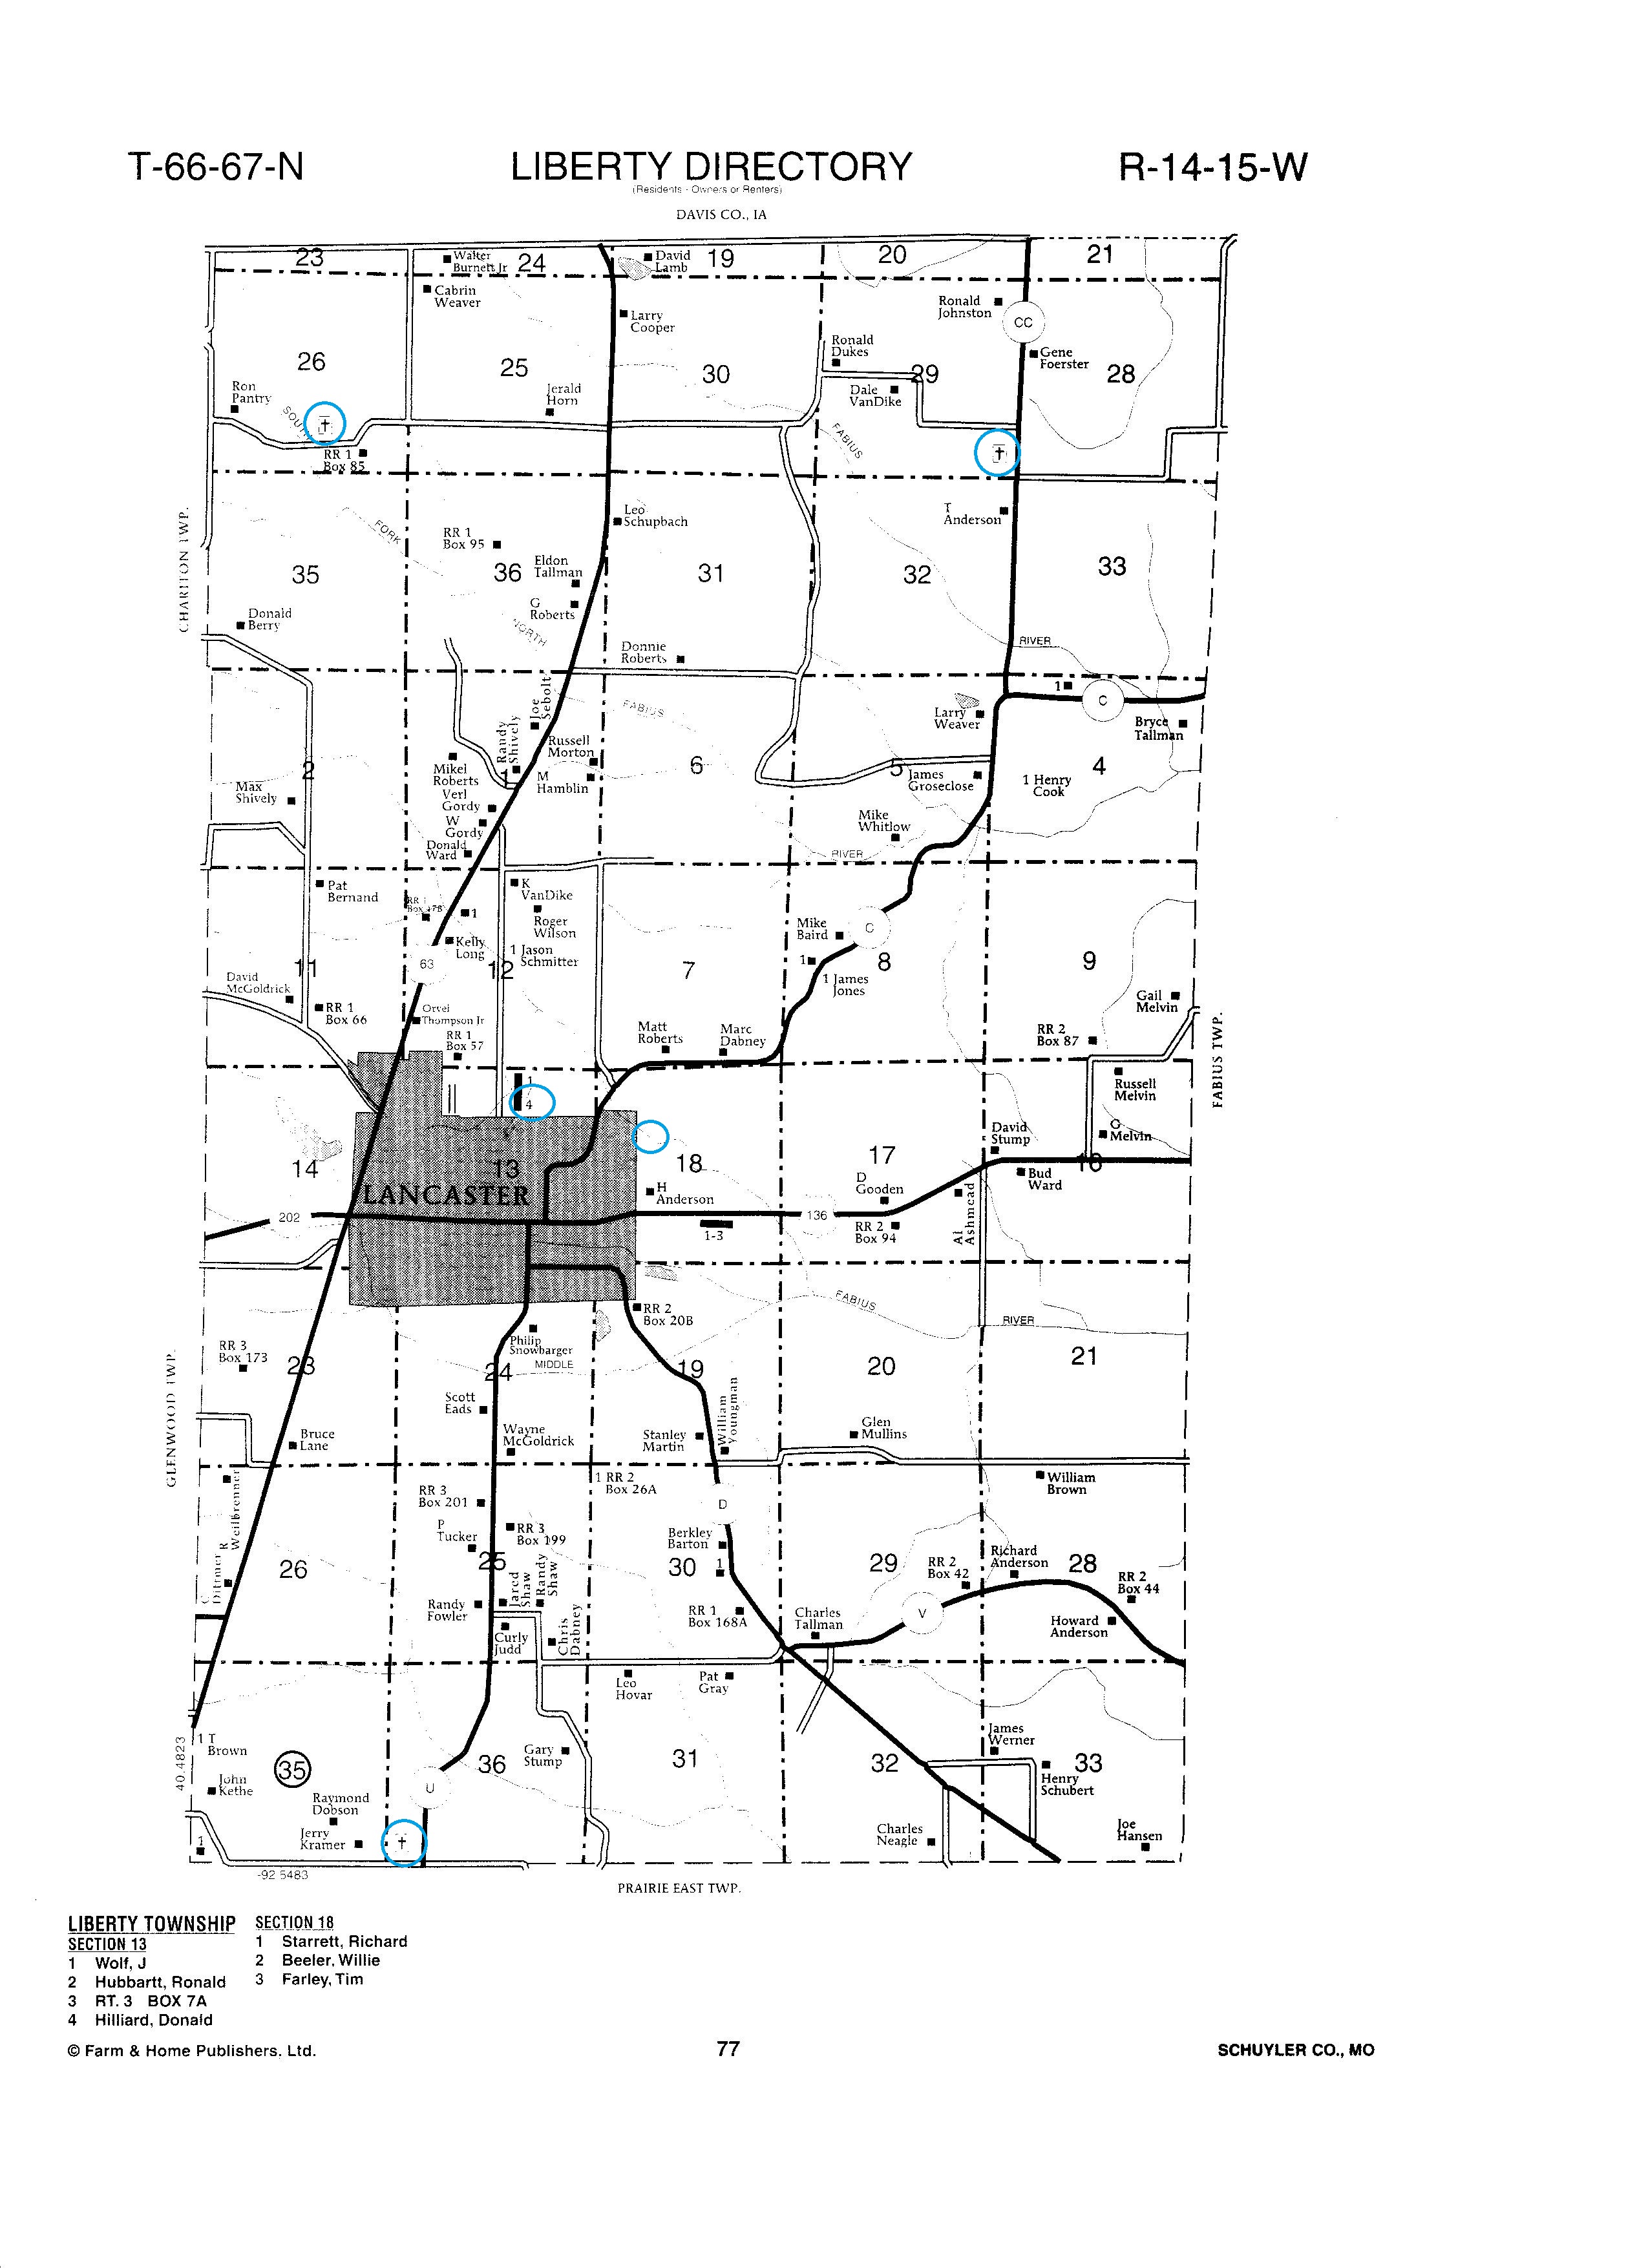 T-66-67-N
LIBERTY DIRECTORY
R-14-15-W
(Residents - Owners or Renters)
DAVIS CO., IA
23
Walter
Burnett Jr
24
David
Lamb
19
20
21
Cabrin
Weaver
Larry
Cooper
Ronald
Johnston
CC
Ronald
Dukes
Gene
Foerster
26
25
30
29
28
Ron
Pantry
Jerald
Horn
Dale
VanDike
SOUTH
FABIUS
RR 1
Box 85
CHARITON TWP.
Leo
Schupbach
T
Anderson
FORK
RR 1
Box 95
Eldon
Tallman
35
36
31
32
33
G
Roberts
Donald
Berry
NORTH
RIVER
Donnie
Roberts
1
C
Joe
Sebolt
FABIUS
Larry
Weaver
Bryce
Tallman
Randy
Shively
Russell
Morton
2
1
6
5
4
Mikel
Roberts
M
Hamblin
James
Groseclose
1 Henry
Cook
Max
Shively
Verl
Gordy
W
Gordy
Mike
Whitlow
Donald
Ward
RIVER
Pat
Bernand
K
VanDike
RR 1
Box 178
1
Roger
Wilson
Mike
Baird
C
Kelly
Long
1 Jason
Schmitter
63
11
12
7
1
8
9
David
McGoldrick
1 James
Jones
Gail
Melvin
RR 1
Box 66
Orvel
Thompson Jr
RR 1
Box 57
Matt
Roberts
Marc
Dabney
RR 2
Box 87
FABIUS TWP.
1
4
Russell
Melvin
G
Melvin
David
Stump
14
13
18
17
16
LANCASTER
H
Anderson
D
Gooden
Bud
Ward
Al
Ashmead
202
136
1-3
RR 2
Box 94
FABIUS
RIVER
RR 2
Box 20B
GLENWOOD TWP.
RR 3
Box 173
Philip
Snowbarger
MIDDLE
23
24
19
20
21
Scott
Eads
William
Youngman
Bruce
Lane
Wayne
McGoldrick
Stanley
Martin
Glen
Mullins
R
Weilbrenner
RR 3
Box 201
1 RR 2
Box 26A
D
William
Brown
P
Tucker
RR 3
Box 199
Berkley
Barton
26
25
30
1
29
28
C
Ditmer
Jared
Shaw
Randy
Shaw
RR 2
Box 42
Richard
Anderson
RR 2
Box 44
Randy
Fowler
Chris
Dabney
RR 1
Box 168A
Charles
Tallman
V
Howard
Anderson
Curly
Judd
Leo
Hovar
Pat
Gray
1 T
Brown
James
Werner
40.4823
35
36
Gary
Stump
31
32
33
John
Kethe
U
Henry
Schubert
Raymond
Dobson
Jerry
Kramer
1
Charles
Neagle
Joe
Hansen
-92.5483
PRAIRIE EAST TWP.
LIBERTY TOWNSHIP
SECTION 13
1 Wolf, J
2 Hubbartt, Ronald
3 RT. 3 BOX 7A
4 Hilliard, Donald
SECTION 18
1 Starrett, Richard
2 Beeler, Willie
3 Farley, Tim
© Farm & Home Publishers, Ltd.
77
SCHUYLER CO., MO